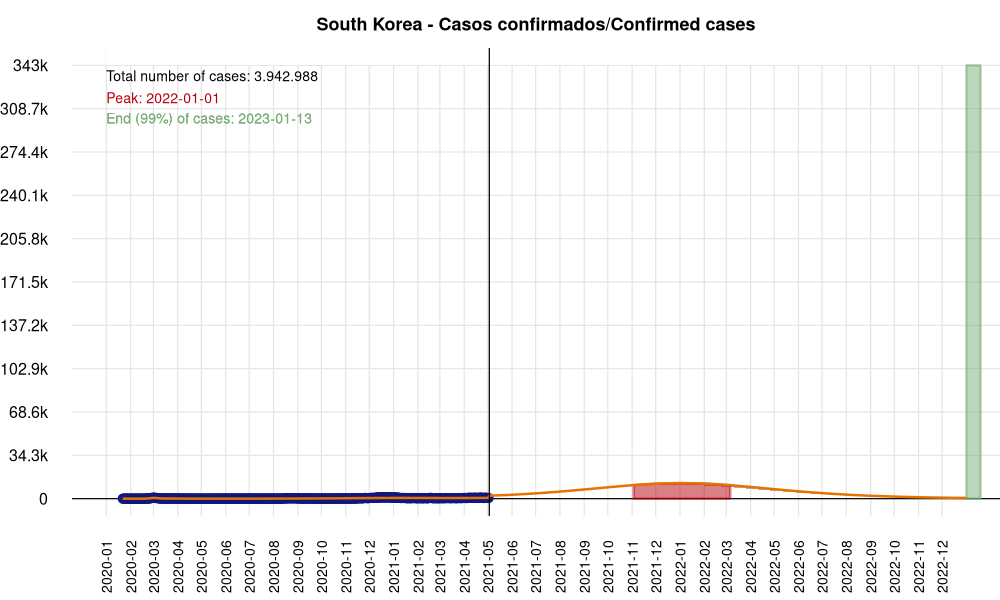 South Korea - Casos confirmados/Confirmed cases
Total number of cases: 3.942.988
Peak: 2022-01-01
End (99%) of cases: 2023-01-13
343k
308.7k
274.4k
240.1k
205.8k
171.5k
137.2k
102.9k
68.6k
34.3k
0
2020-01
2020-02
2020-03
2020-04
2020-05
2020-06
2020-07
2020-08
2020-09
2020-10
2020-11
2020-12
2021-01
2021-02
2021-03
2021-04
2021-05
2021-06
2021-07
2021-08
2021-09
2021-10
2021-11
2021-12
2022-01
2022-02
2022-03
2022-04
2022-05
2022-06
2022-07
2022-08
2022-09
2022-10
2022-11
2022-12